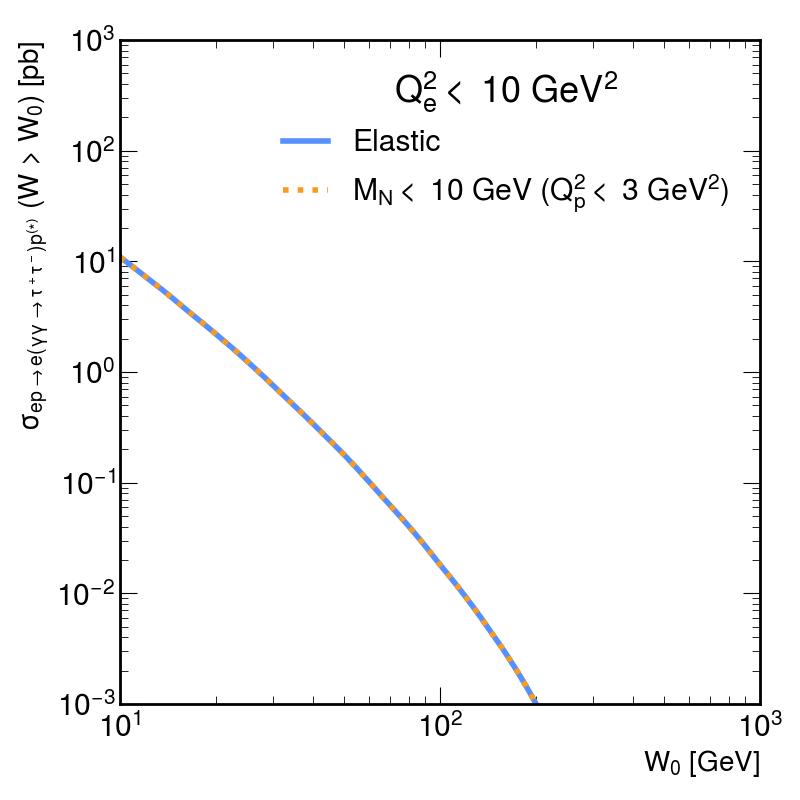 Q_e^2 < 10 GeV^2
Elastic
M_N < 10 GeV (Q_p^2 < 3 GeV^2)
σ_{ep → e(γγ → τ⁺τ⁻)p^{(*)}} (W > W_0) [pb]
10^3
10^2
10^1
10^0
10^{−1}
10^{−2}
10^{−3}
10^1 10^2 10^3
W_0 [GeV]